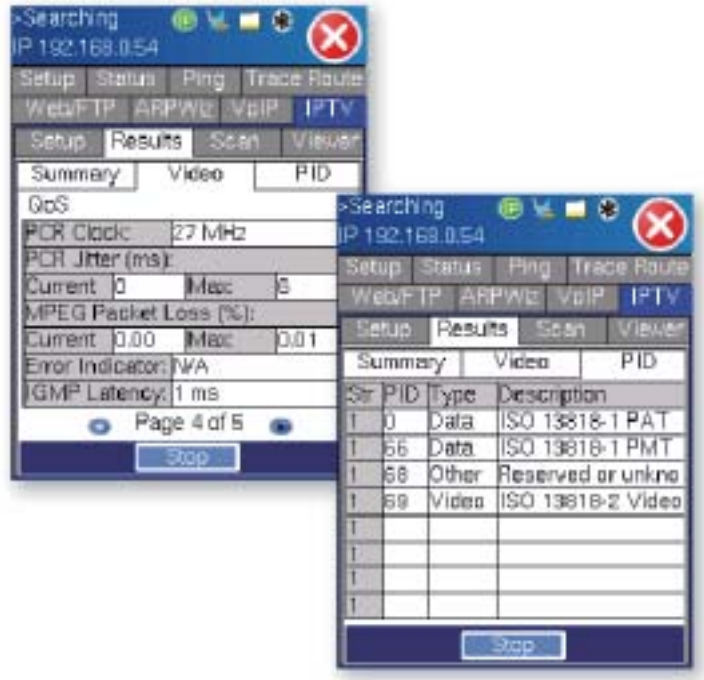 >Searching
IP 192.168.0.54
Setup Status Ping Trace Route
Web/FTP ARPWiz VoIP IPTV
Setup Results Scan Viewer
Summary Video PID
QoS
PCR Clock: 27 MHz
PCR Jitter (ms):
Current 0 Max: 6
MPEG Packet Loss (%):
Current 0.00 Max: 0.01
Error Indicator: N/A
IGMP Latency: 1 ms
Page 4 of 5
Stop
>Searching
IP 192.168.0.54
Setup Status Ping Trace Route
Web/FTP ARPWiz VoIP IPTV
Setup Results Scan Viewer
Summary Video PID
Str PID Type Description
1 0 Data ISO 13818-1 PAT
1 66 Data ISO 13818-1 PMT
1 68 Other Reserved or unkno
1 69 Video ISO 13818-2 Video
1
1
1
1
Stop